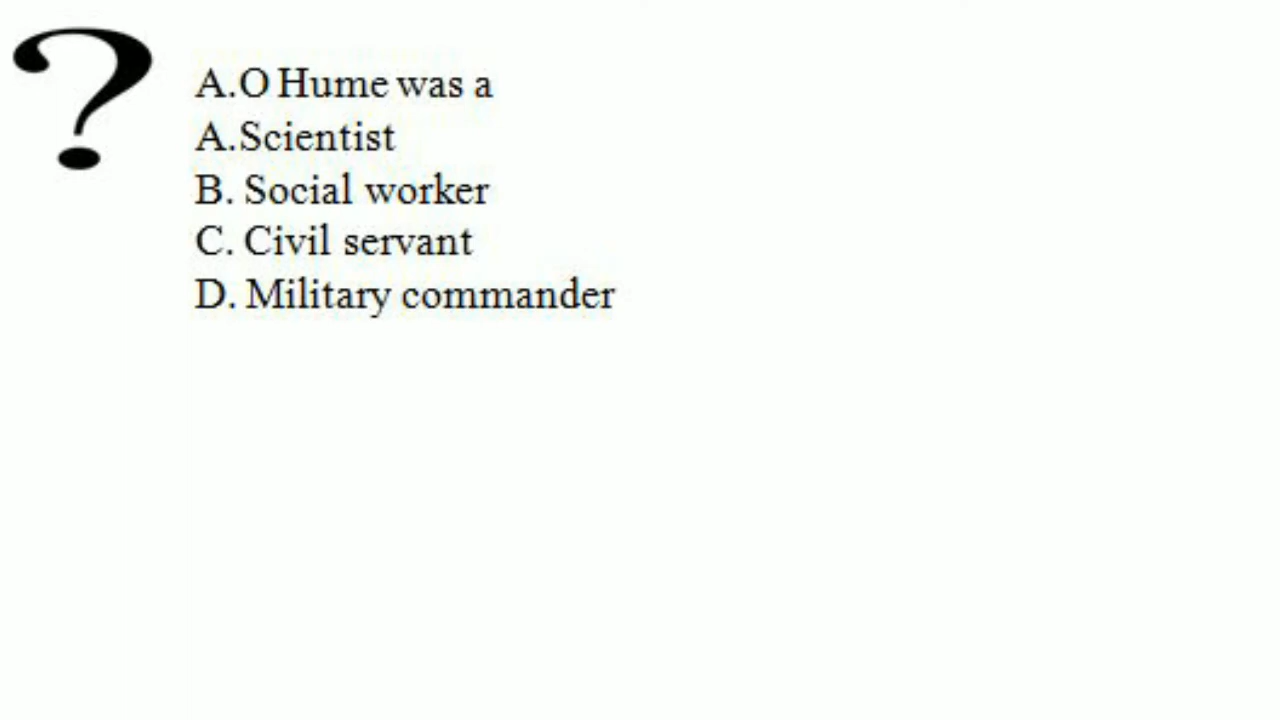 ?
A.O Hume was a
A.Scientist
B. Social worker
C. Civil servant
D. Military commander